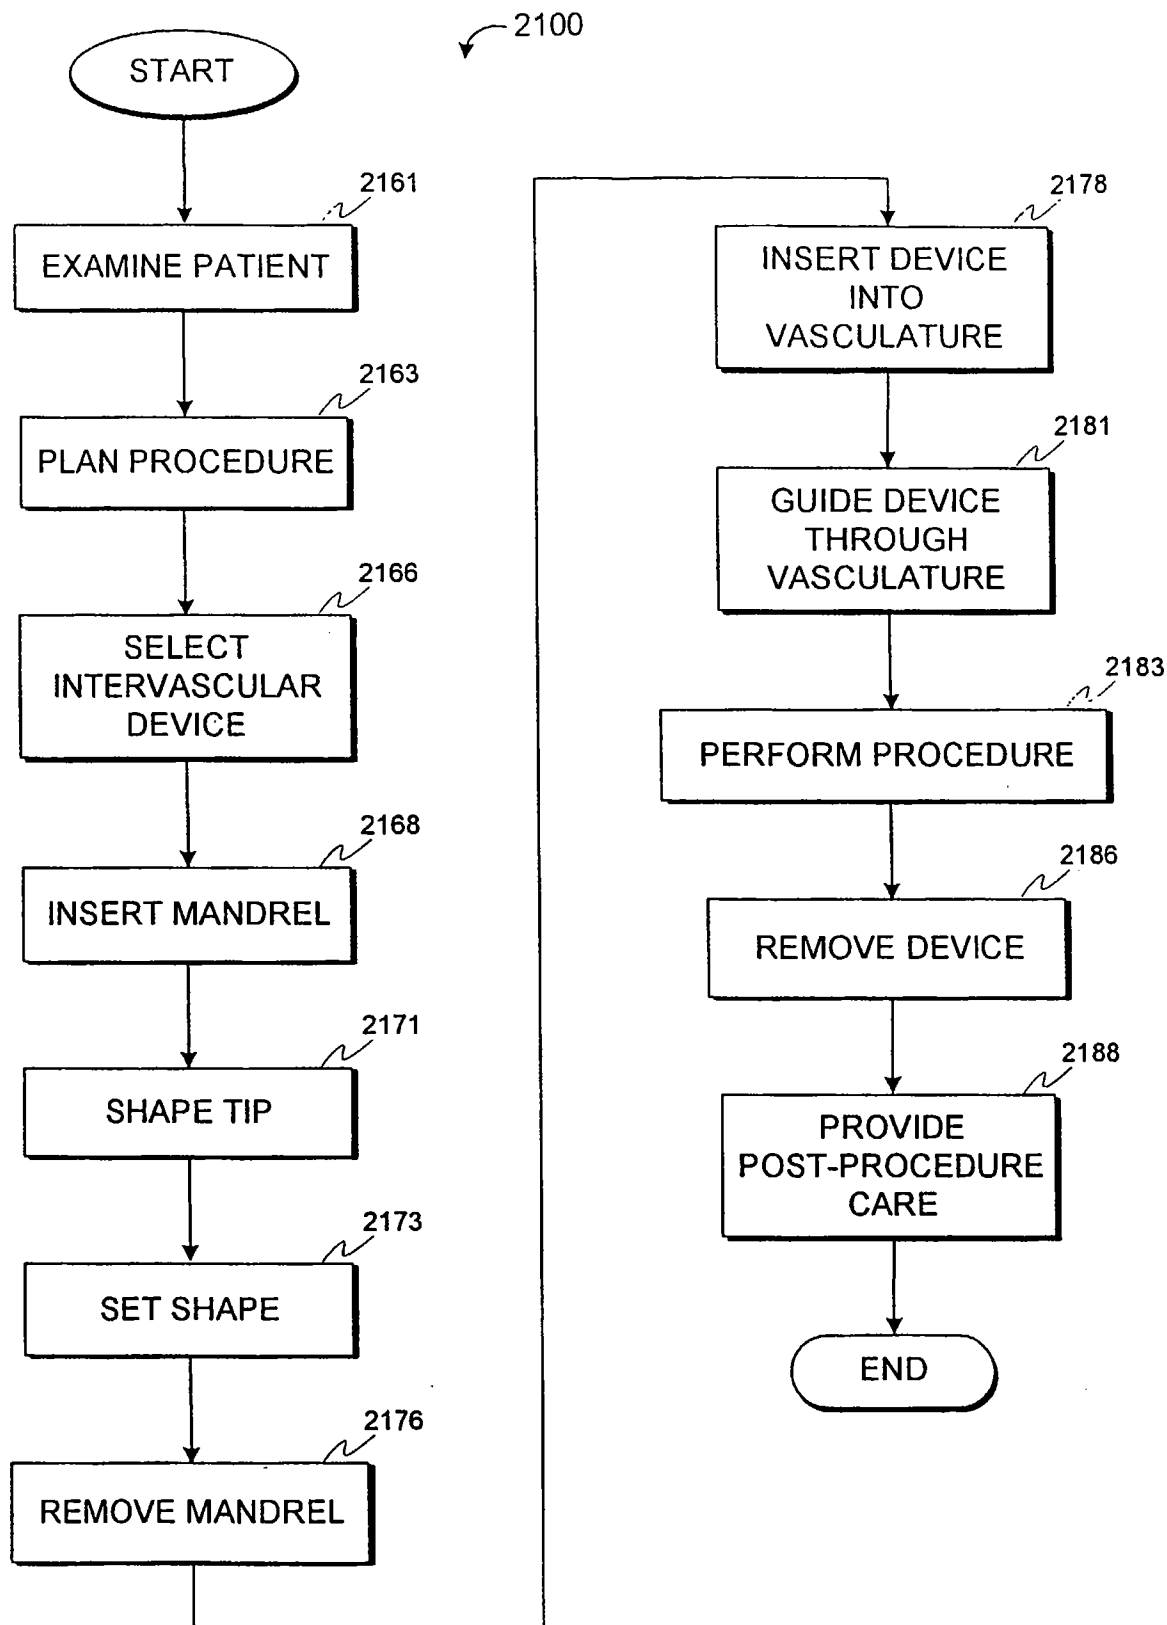 2100
START
2161
EXAMINE PATIENT
2163
PLAN PROCEDURE
2166
SELECT
INTERVASCULAR
DEVICE
2168
INSERT MANDREL
2171
SHAPE TIP
2173
SET SHAPE
2176
REMOVE MANDREL
2178
INSERT DEVICE
INTO
VASCULATURE
2181
GUIDE DEVICE
THROUGH
VASCULATURE
2183
PERFORM PROCEDURE
2186
REMOVE DEVICE
2188
PROVIDE
POST-PROCEDURE
CARE
END